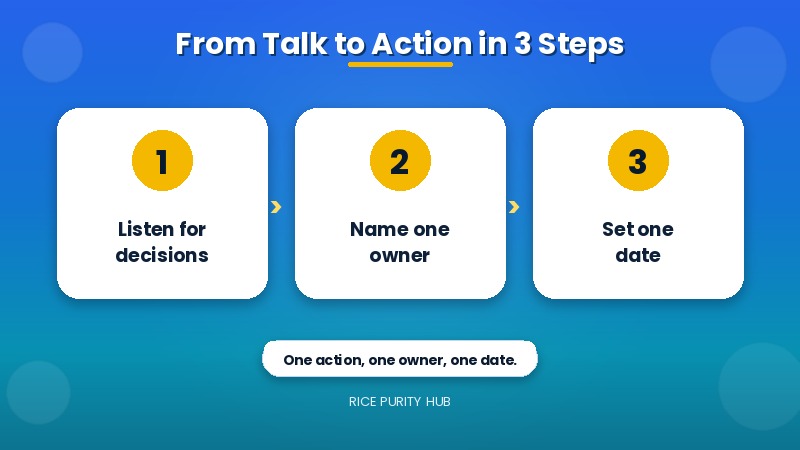 From Talk to Action in 3 Steps
1
Listen for
decisions
›
2
Name one
owner
›
3
Set one
date
One action, one owner, one date.
RICE PURITY HUB